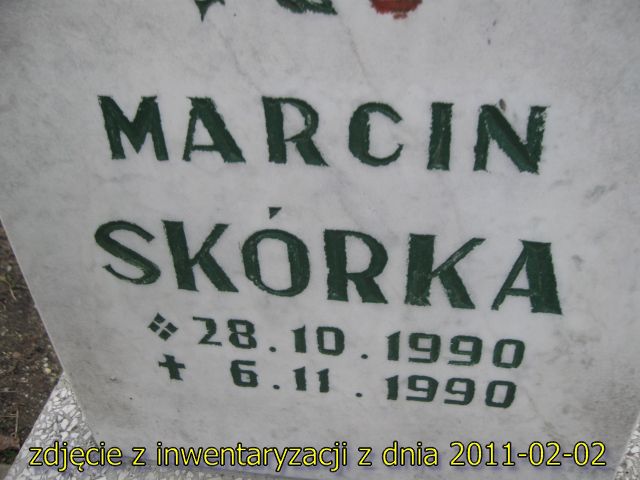 MARCIN
SKÓRKA
28.10.1990
✝ 6.11.1990
zdjęcie z inwentaryzacji z dnia 2011-02-02